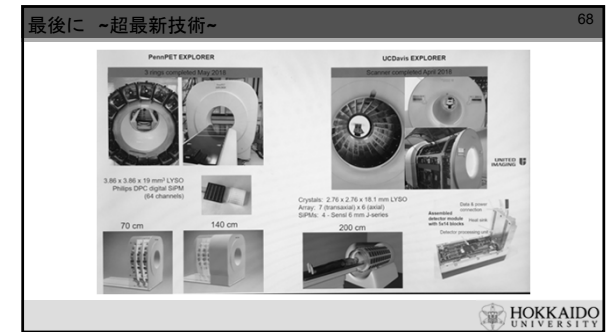 最後に ~超最新技術~
68
PennPET EXPLORER
3 rings completed May 2018
3.86 x 3.86 x 19 mm³ LYSO
Philips DPC digital SiPM
(64 channels)
70 cm
140 cm
UCDavis EXPLORER
Scanner completed April 2018
UNITED
IMAGING
Crystals: 2.76 x 2.76 x 18.1 mm LYSO
Array: 7 (transaxial) x 6 (axial)
SiPMs: 4 - Sensl 6 mm J-series
200 cm
Data & power
connection
Assembled
detector module
with 5x14 blocks
Heat sink
Detector processing unit
HOKKAIDO
UNIVERSITY